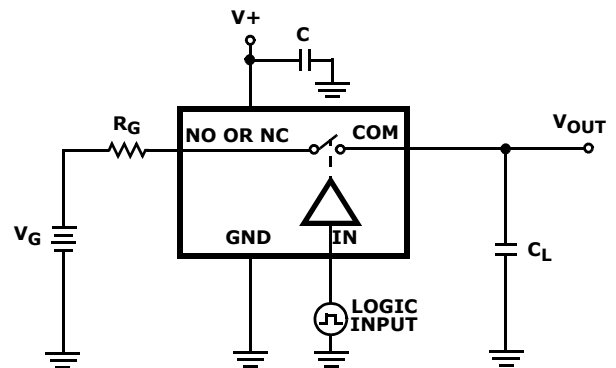 V+
C
RG
NO OR NC
COM
VOUT
VG
GND
IN
CL
LOGIC
INPUT